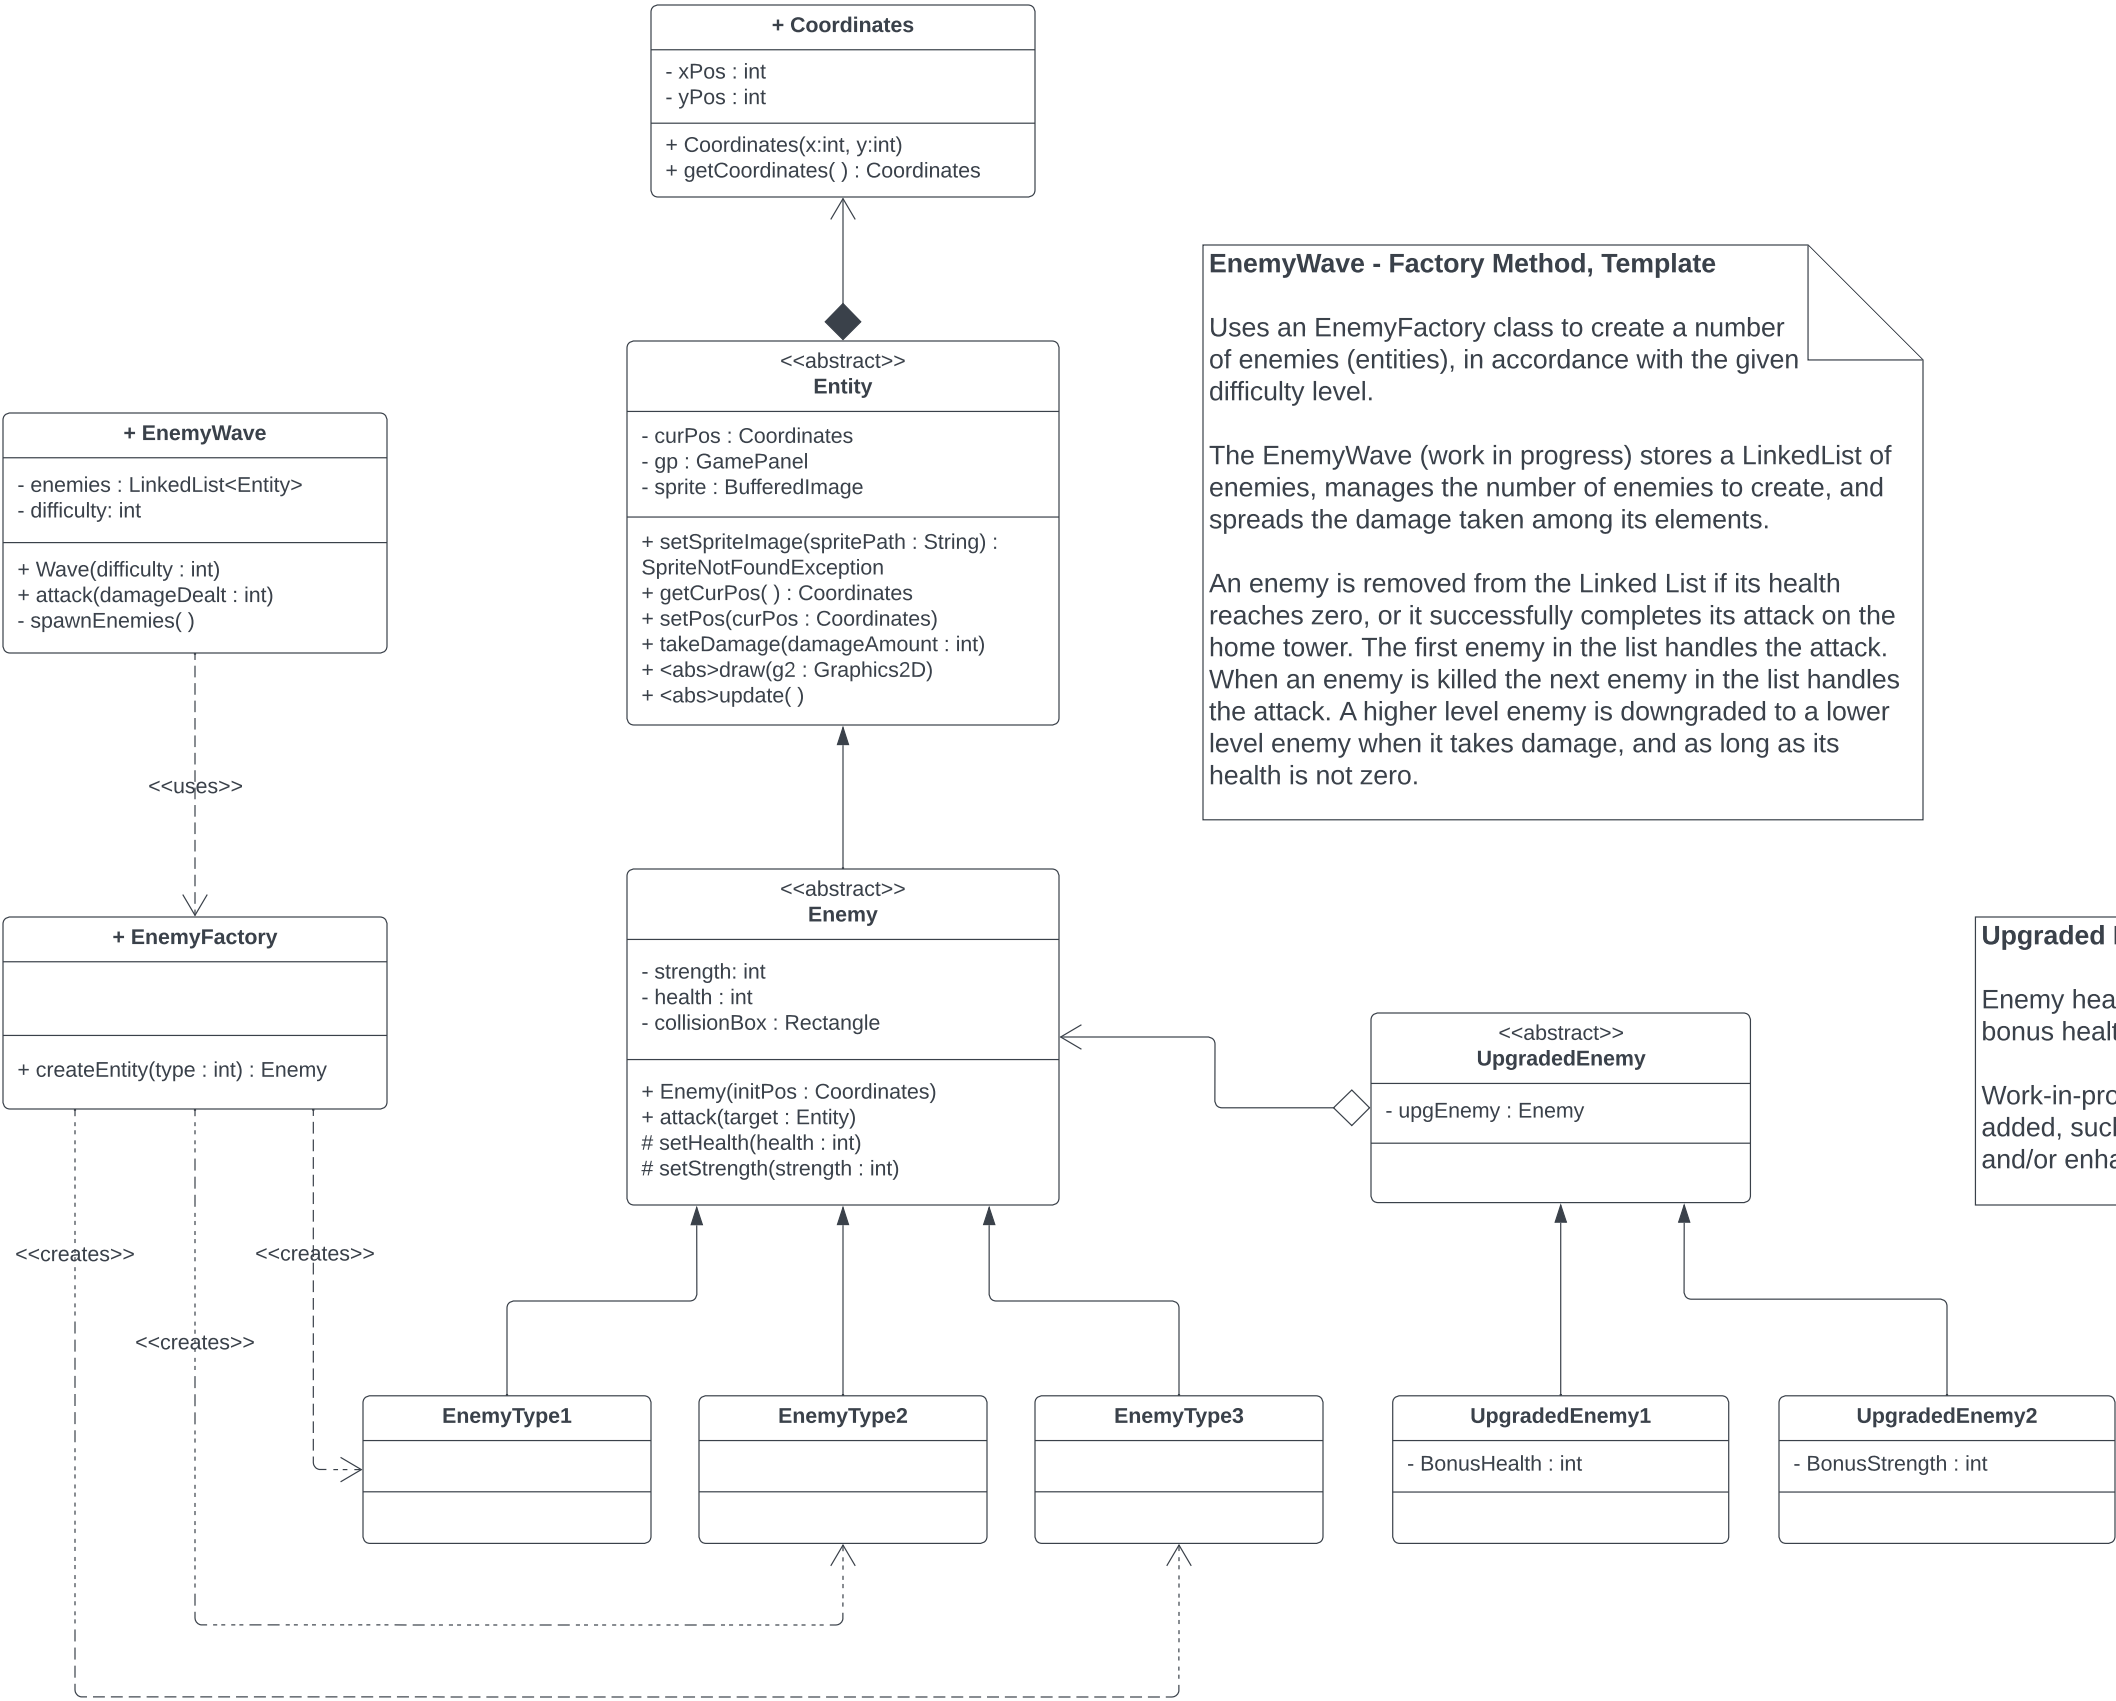 + Coordinates
- xPos : int
- yPos : int
+ Coordinates(x:int, y:int)
+ getCoordinates( ) : Coordinates
EnemyWave - Factory Method, Template
Uses an EnemyFactory class to create a number
of enemies (entities), in accordance with the given
difficulty level.
The EnemyWave (work in progress) stores a LinkedList of
enemies, manages the number of enemies to create, and
spreads the damage taken among its elements.
An enemy is removed from the Linked List if its health
reaches zero, or it successfully completes its attack on the
home tower. The first enemy in the list handles the attack.
When an enemy is killed the next enemy in the list handles
the attack. A higher level enemy is downgraded to a lower
level enemy when it takes damage, and as long as its
health is not zero.
<<abstract>>
Entity
- curPos : Coordinates
- gp : GamePanel
- sprite : BufferedImage
+ setSpriteImage(spritePath : String) :
SpriteNotFoundException
+ getCurPos( ) : Coordinates
+ setPos(curPos : Coordinates)
+ takeDamage(damageAmount : int)
+ <abs>draw(g2 : Graphics2D)
+ <abs>update( )
+ EnemyWave
- enemies : LinkedList<Entity>
- difficulty: int
+ Wave(difficulty : int)
+ attack(damageDealt : int)
- spawnEnemies( )
<<uses>>
+ EnemyFactory
+ createEntity(type : int) : Enemy
<<abstract>>
Enemy
- strength: int
- health : int
- collisionBox : Rectangle
+ Enemy(initPos : Coordinates)
+ attack(target : Entity)
# setHealth(health : int)
# setStrength(strength : int)
<<abstract>>
UpgradedEnemy
- upgEnemy : Enemy
Upgraded
Enemy
bonus
added,
and/or
<<creates>>
<<creates>>
<<creates>>
EnemyType1
EnemyType2
EnemyType3
UpgradedEnemy1
- BonusHealth : int
UpgradedEnemy2
- BonusStrength : int